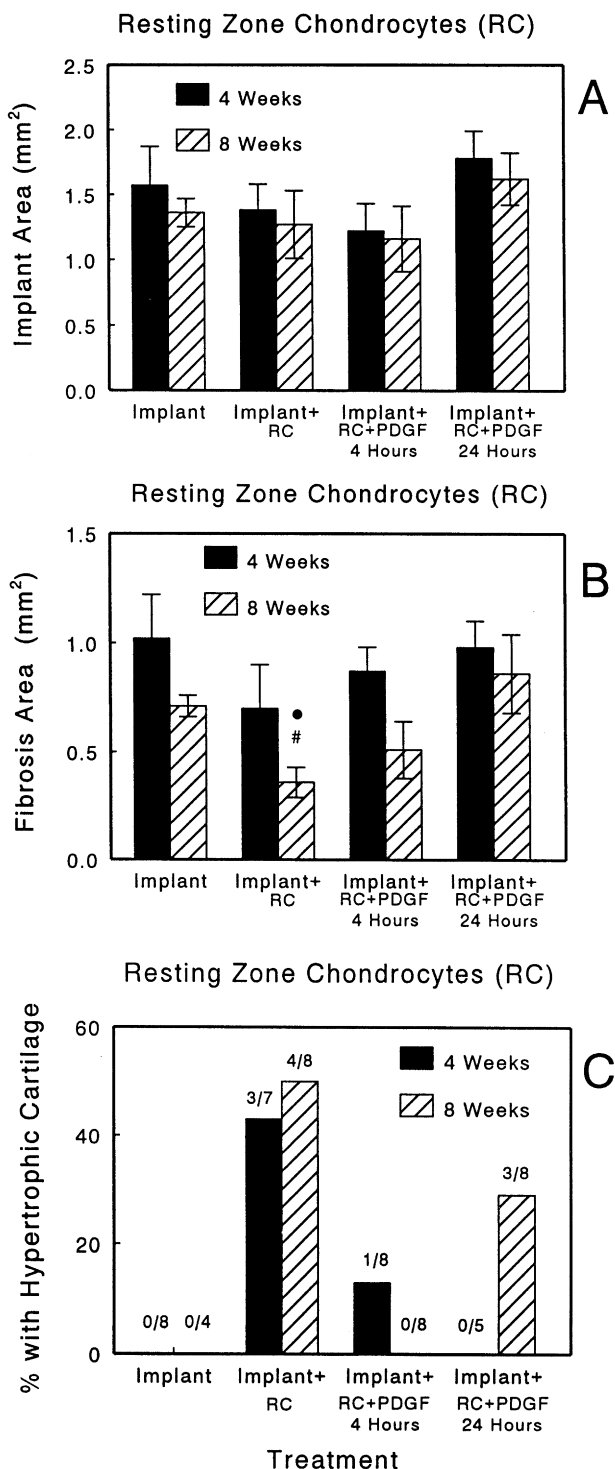 Resting Zone Chondrocytes (RC)
A
Implant Area (mm²)
2.5
2.0
1.5
1.0
0.5
0.0
4 Weeks
8 Weeks
Implant
Implant+
RC
Implant+
RC+PDGF
4 Hours
Implant+
RC+PDGF
24 Hours
Resting Zone Chondrocytes (RC)
B
Fibrosis Area (mm²)
1.5
1.0
0.5
0.0
4 Weeks
8 Weeks
●
#
Implant
Implant+
RC
Implant+
RC+PDGF
4 Hours
Implant+
RC+PDGF
24 Hours
Resting Zone Chondrocytes (RC)
C
% with Hypertrophic Cartilage
60
40
20
0
4 Weeks
8 Weeks
0/8
0/4
3/7
4/8
1/8
0/8
0/5
3/8
Implant
Implant+
RC
Implant+
RC+PDGF
4 Hours
Implant+
RC+PDGF
24 Hours
Treatment